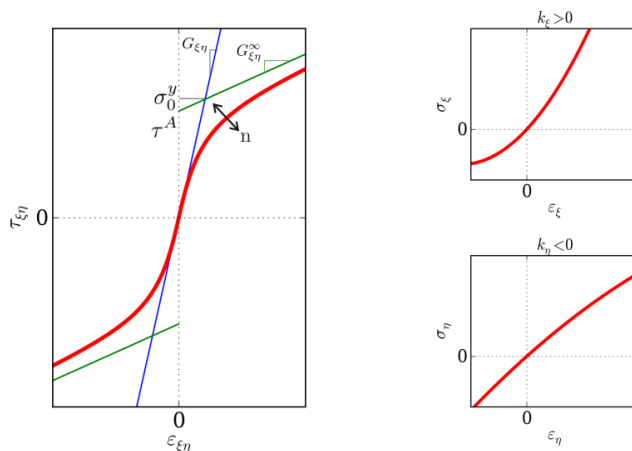 G_{ξη}
G^∞_{ξη}
σ^y_0
τ^A
n
τ_{ξη}
0
0
ε_{ξη}
k_ξ>0
σ_ξ
0
0
ε_ξ
k_η<0
σ_η
0
0
ε_η